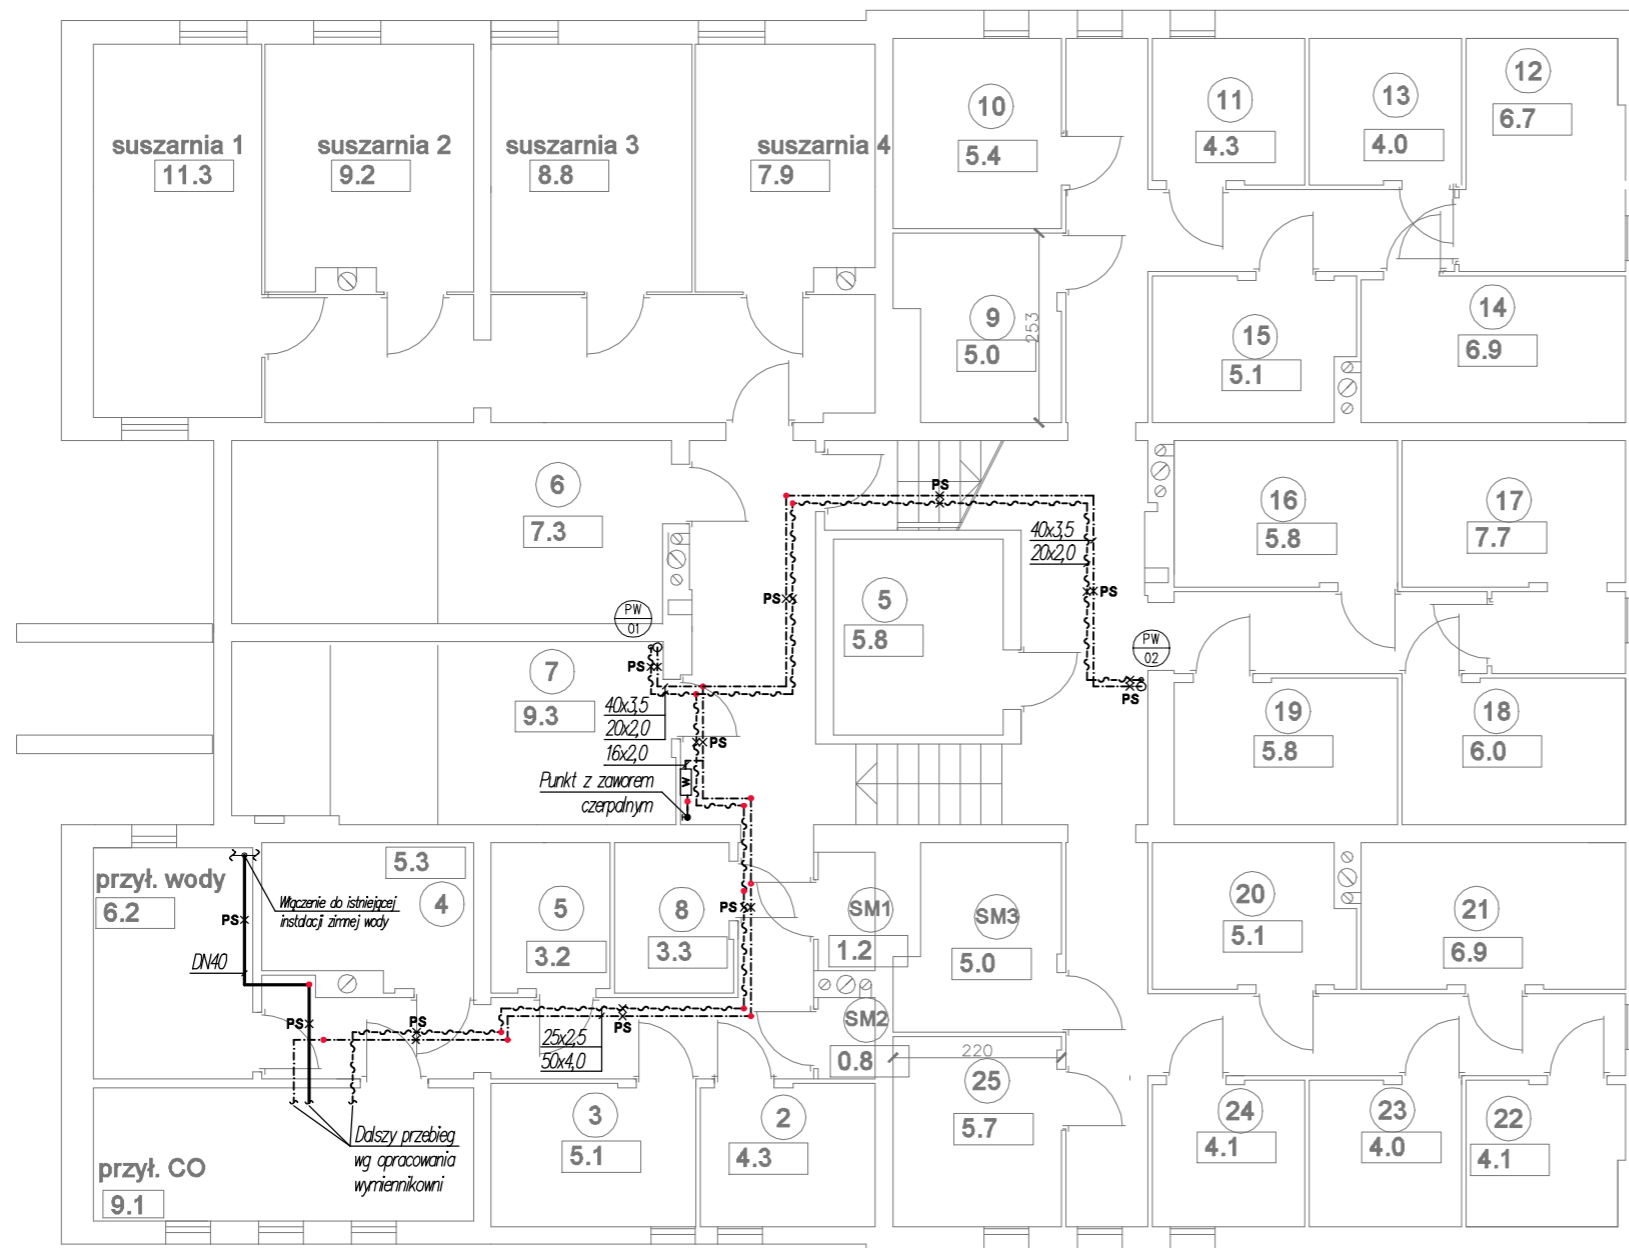 12
6.7
13
4.0
11
4.3
10
5.4
suszarnia 1
11.3
suszarnia 2
9.2
suszarnia 3
8.8
suszarnia 4
7.9
9
5.0
253
15
5.1
14
6.9
6
7.3
PS
40x3,5
20x2,0
16
5.8
17
7.7
PS
PS
5
5.8
PW
01
PW
02
PS
7
9.3
40x3,5
20x2,0
16x2,0
PS
PS
19
5.8
18
6.0
W
Punkt z zaworem
czerpalnym
przył. wody
6.2
5.3
4
Włączenie do istniejącej
instalacji zimnej wody
PS
DN40
5
3.2
8
3.3
PS
SM1
1.2
SM3
5.0
20
5.1
21
6.9
PS
PS
PS
25x2,5
50x4,0
SM2
0.8
220
25
5.7
3
5.1
2
4.3
24
4.1
23
4.0
22
4.1
Dalszy przebieg
wg opracowania
wymiennikowni
przył. CO
9.1